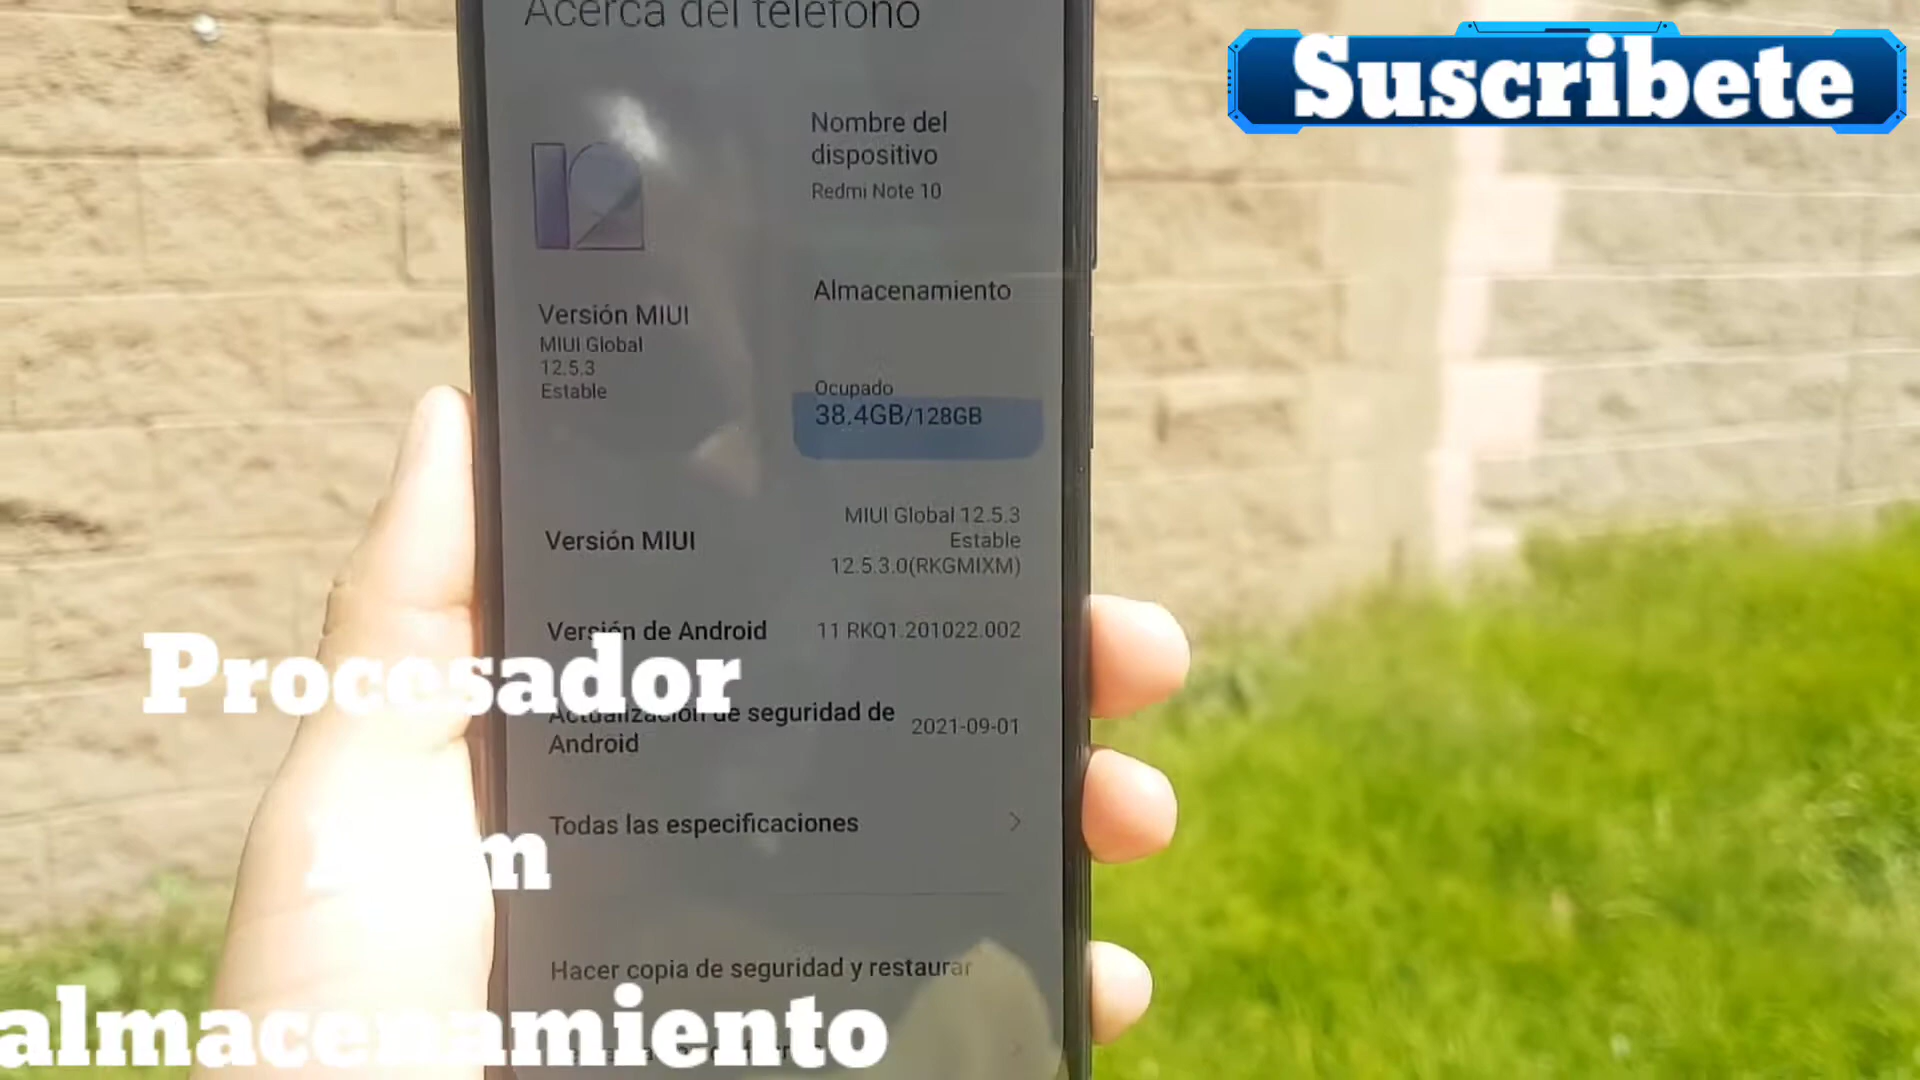 Acerca del teléfono
Suscribete
Nombre del
dispositivo
Redmi Note 10
Versión MIUI
MIUI Global
12.5.3
Estable
Almacenamiento
Ocupado
38.4GB/128GB
Versión MIUI
MIUI Global 12.5.3
Estable
12.5.3.0(RKGMIXM)
Versión de Android
11 RKQ1.201022.002
Procesador
Actualización de seguridad de
Android
2021-09-01
Todas las especificaciones
Hacer copia de seguridad y restaurar
almacenamiento